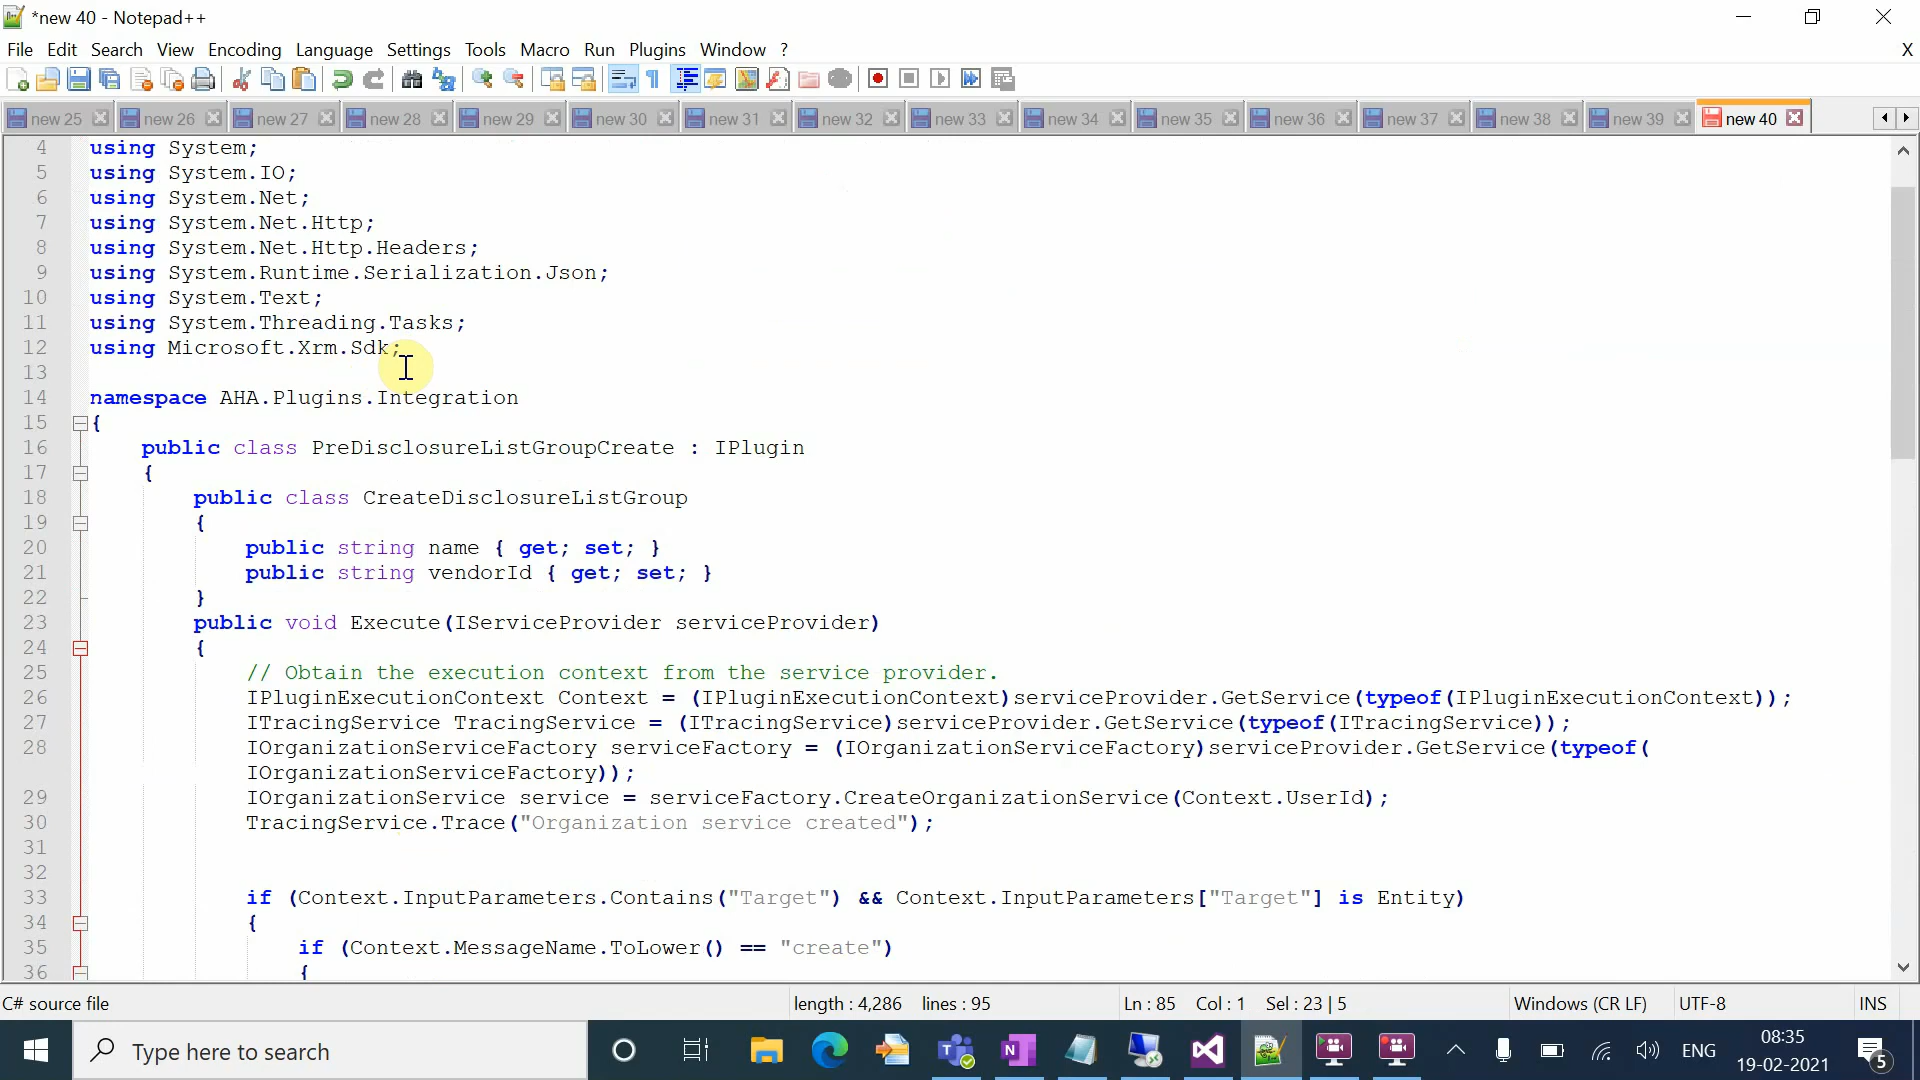 *new 40 - Notepad++
File Edit Search View Encoding Language Settings Tools Macro Run Plugins Window ? X
new 25 new 26 new 27 new 28 new 29 new 30 new 31 new 32 new 33 new 34 new 35 new 36 new 37 new 38 new 39 new 40
4 using System;
5 using System.IO;
6 using System.Net;
7 using System.Net.Http;
8 using System.Net.Http.Headers;
9 using System.Runtime.Serialization.Json;
10 using System.Text;
11 using System.Threading.Tasks;
12 using Microsoft.Xrm.Sdk;
13
14 namespace AHA.Plugins.Integration
15 {
16 public class PreDisclosureListGroupCreate : IPlugin
17 {
18 public class CreateDisclosureListGroup
19 {
20 public string name { get; set; }
21 public string vendorId { get; set; }
22 }
23 public void Execute(IServiceProvider serviceProvider)
24 {
25 // Obtain the execution context from the service provider.
26 IPluginExecutionContext Context = (IPluginExecutionContext)serviceProvider.GetService(typeof(IPluginExecutionContext));
27 ITracingService TracingService = (ITracingService)serviceProvider.GetService(typeof(ITracingService));
28 IOrganizationServiceFactory serviceFactory = (IOrganizationServiceFactory)serviceProvider.GetService(typeof(
IOrganizationServiceFactory));
29 IOrganizationService service = serviceFactory.CreateOrganizationService(Context.UserId);
30 TracingService.Trace("Organization service created");
31
32
33 if (Context.InputParameters.Contains("Target") && Context.InputParameters["Target"] is Entity)
34 {
35 if (Context.MessageName.ToLower() == "create")
36 {
C# source file length : 4,286 lines : 95 Ln : 85 Col : 1 Sel : 23 | 5 Windows (CR LF) UTF-8 INS
Type here to search ENG 08:35
19-02-2021 5